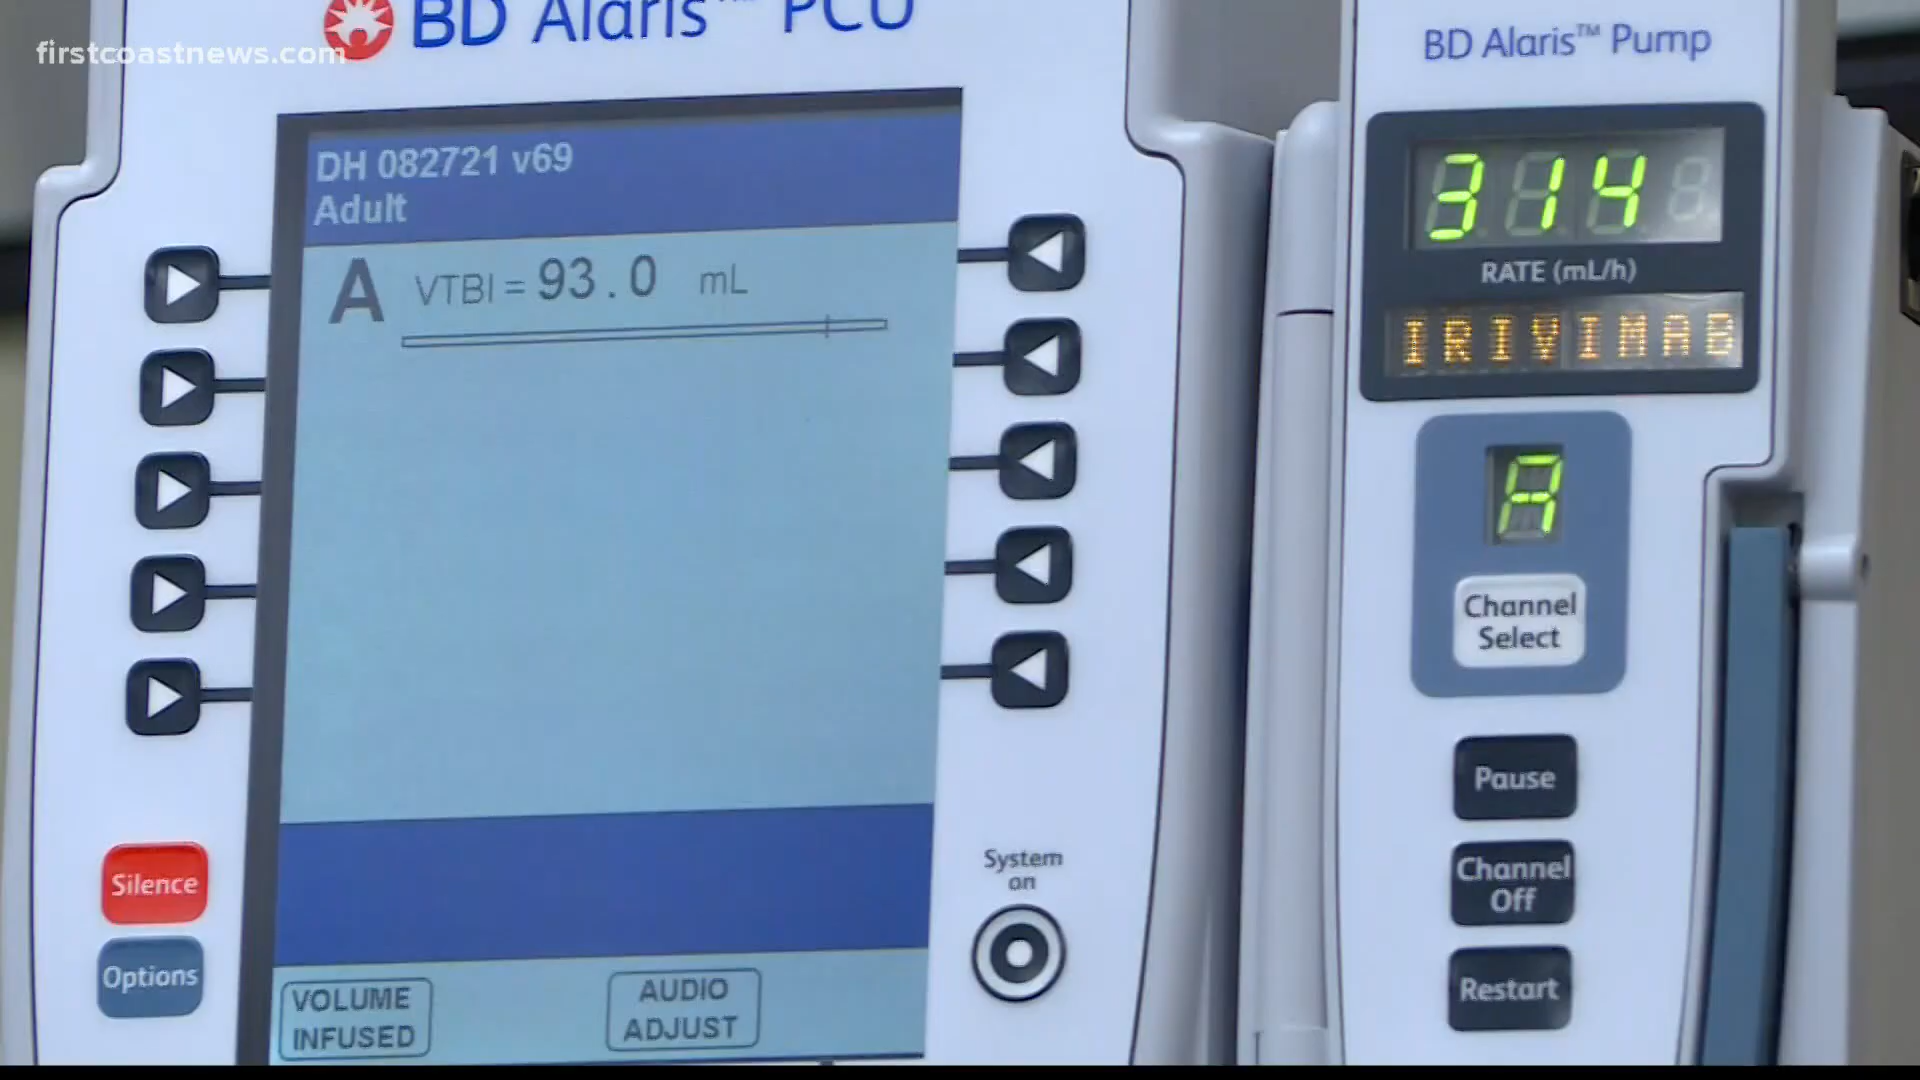 firstcoastnews.com
BD Alaris™ PCU
DH 082721 v69
Adult
A VTBI = 93.0 mL
Silence
Options
VOLUME
INFUSED
AUDIO
ADJUST
System
on
BD Alaris™ Pump
314
RATE (mL/h)
IRIVIMAB
A
Channel
Select
Pause
Channel
Off
Restart